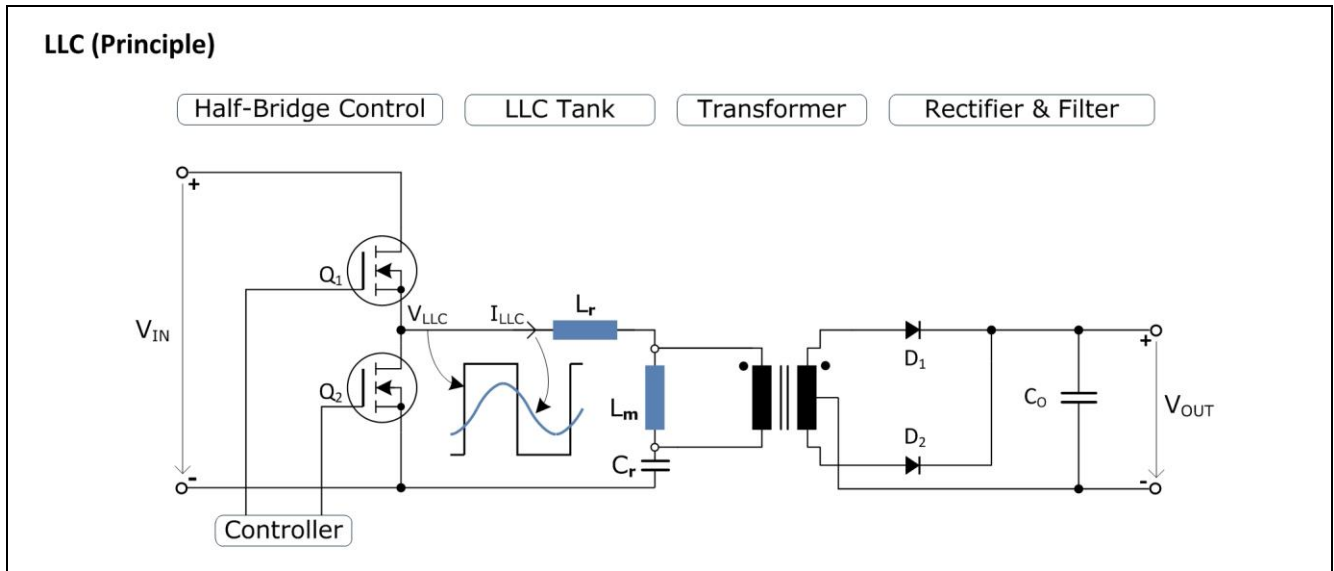 LLC (Principle)
Half-Bridge Control LLC Tank Transformer Rectifier & Filter
+
Q1
VLLC ILLC Lr
VIN
+
D1
Q2
Lm
CO
VOUT
D2
Cr
-
-
Controller